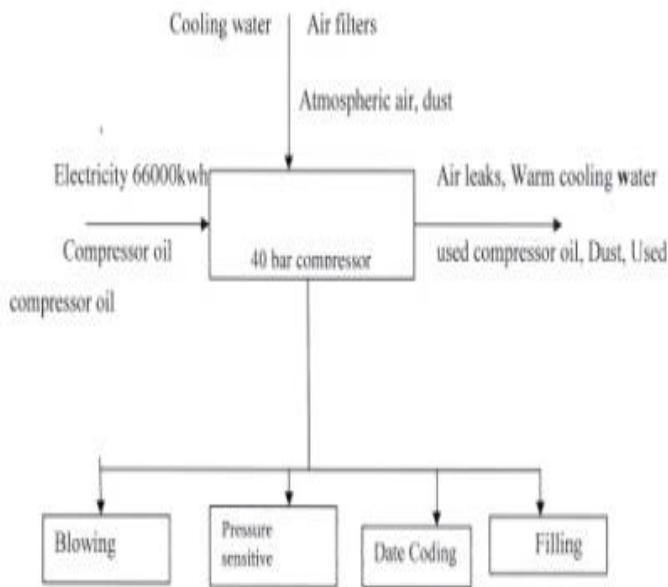 Cooling water Air filters
Atmospheric air, dust
Electricity 66000kwh
Air leaks, Warm cooling water
Compressor oil
40 bar compressor
used compressor oil, Dust, Used
compressor oil
Blowing
Pressure
sensitive
Date Coding
Filling